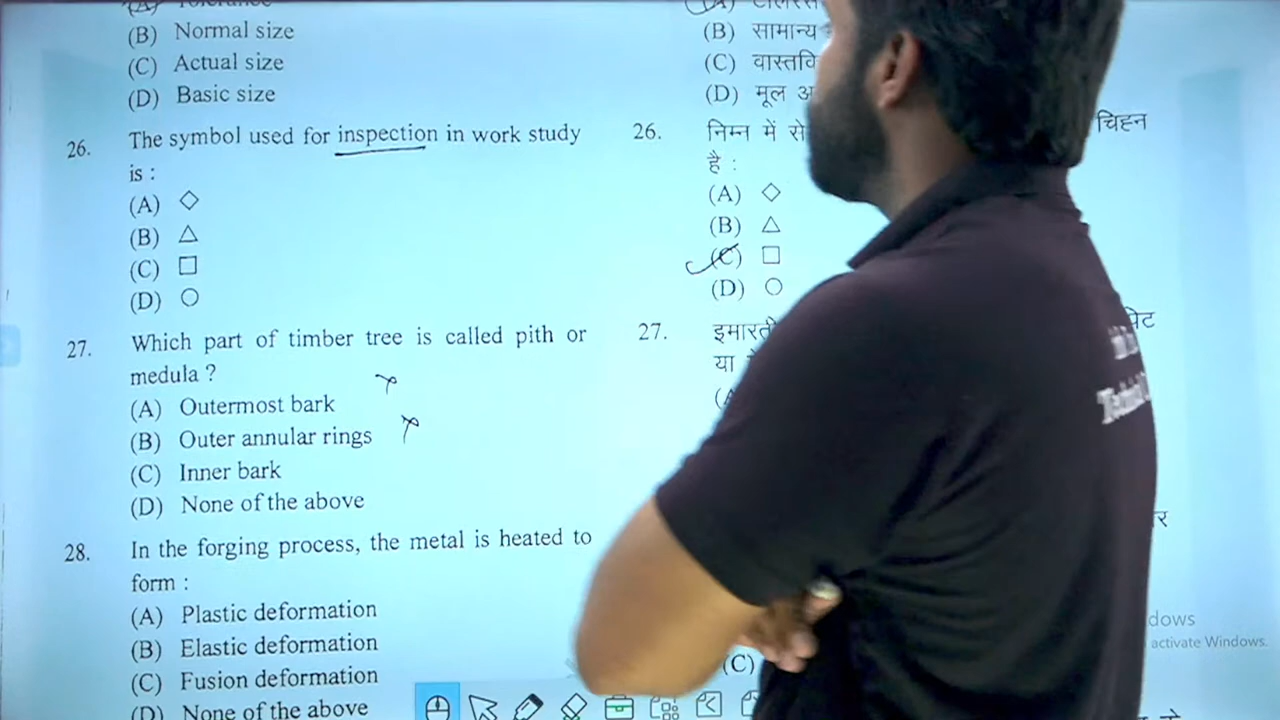 (A) Tolerance
(B) Normal size
(C) Actual size
(D) Basic size
26. The symbol used for inspection in work study
is :
(A) ◇
(B) △
(C) □
(D) ○
27. Which part of timber tree is called pith or
medula ?
(A) Outermost bark
(B) Outer annular rings
(C) Inner bark
(D) None of the above
28. In the forging process, the metal is heated to
form :
(A) Plastic deformation
(B) Elastic deformation
(C) Fusion deformation
(D) None of the above
(B) सामान्य
(C)
(D) मूल
26. निम्न में से चिह्न
है :
(A) ◇
(B) △
(C) □
(D) ○
27. इमारती
या
(C)
Technical
activate Windows.